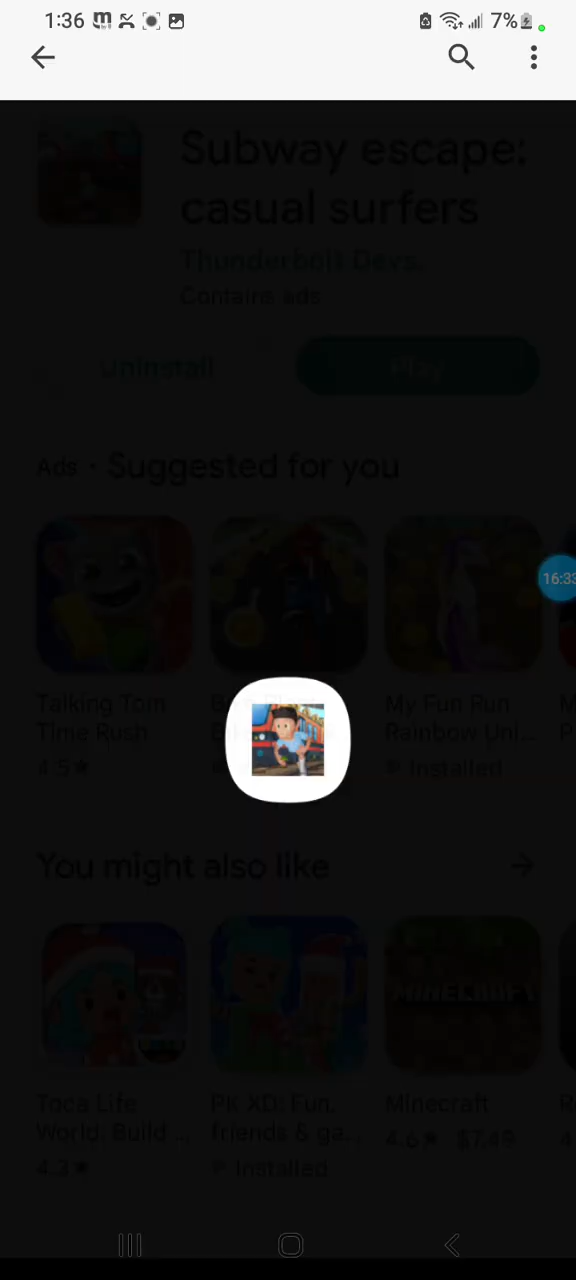 1:36
7%
Subway escape:
casual surfers
Thunderbolt Devs.
Contains ads
Uninstall
Play
Ads • Suggested for you
16:33
Talking Tom
Time Rush
My Fun Run
Rainbow Uni...
4.5★
Installed
You might also like
MINECRAFT
Toca Life
World: Build ...
PK XD: Fun,
friends & ga...
Minecraft
4.3★
Installed
4.6★ $7.49